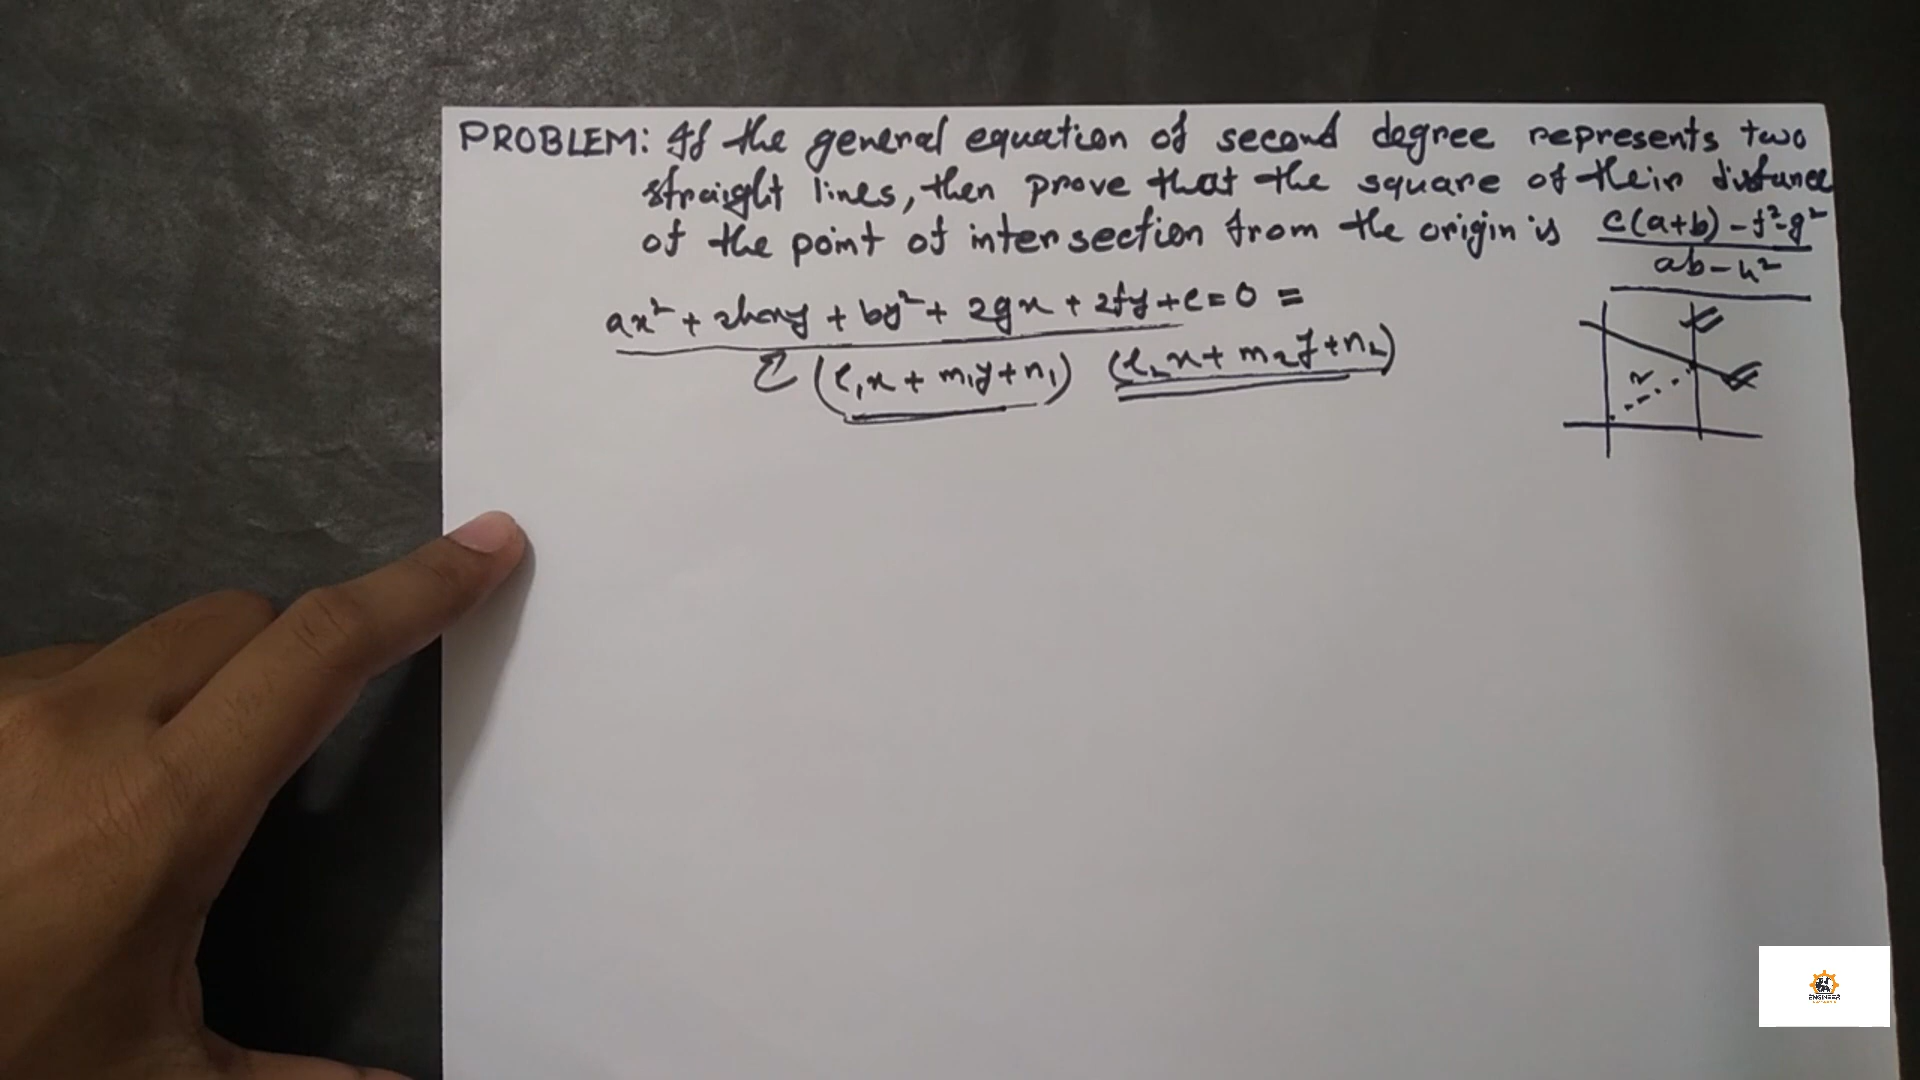 PROBLEM: If the general equation of second degree represents two
straight lines, then prove that the square of their distance
of the point of intersection from the origin is c(a+b)-f²-g² / ab-h²
ax² + 2hxy + by² + 2gx + 2fy + c = 0 =
(l₁x + m₁y + n₁) (l₂x + m₂y + n₂)
r
ENGINEER